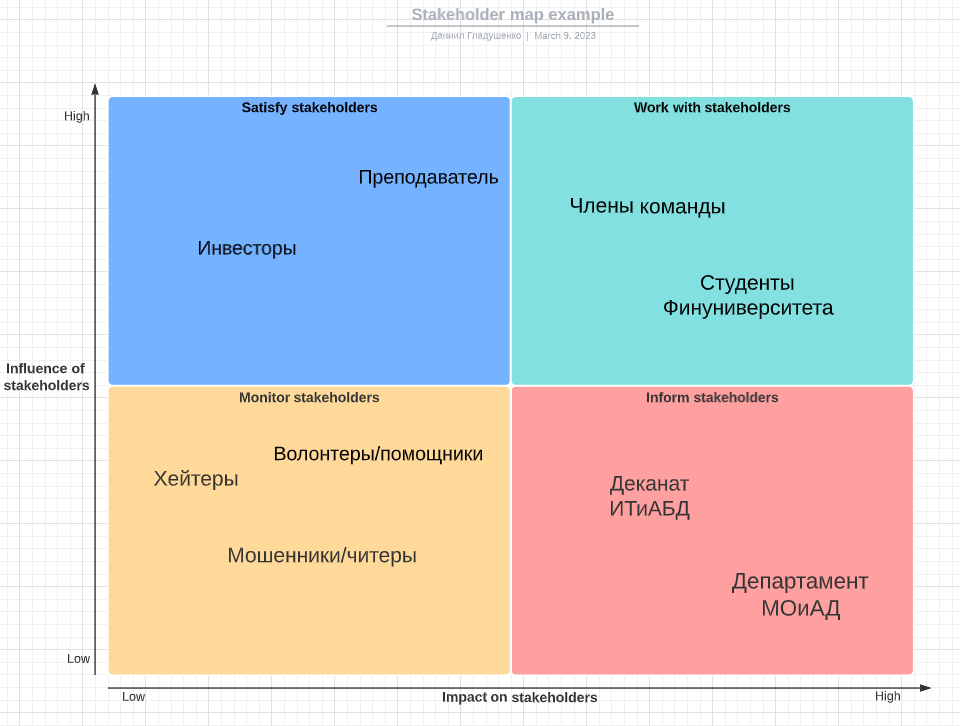 Stakeholder map example
Даниил Гладушенко | March 9, 2023
High
Satisfy stakeholders
Work with stakeholders
Преподаватель
Члены команды
Инвесторы
Студенты
Финуниверситета
Influence of
stakeholders
Monitor stakeholders
Inform stakeholders
Волонтеры/помощники
Хейтеры
Деканат
ИТиАБД
Мошенники/читеры
Департамент
МОиАД
Low
Low
Impact on stakeholders
High